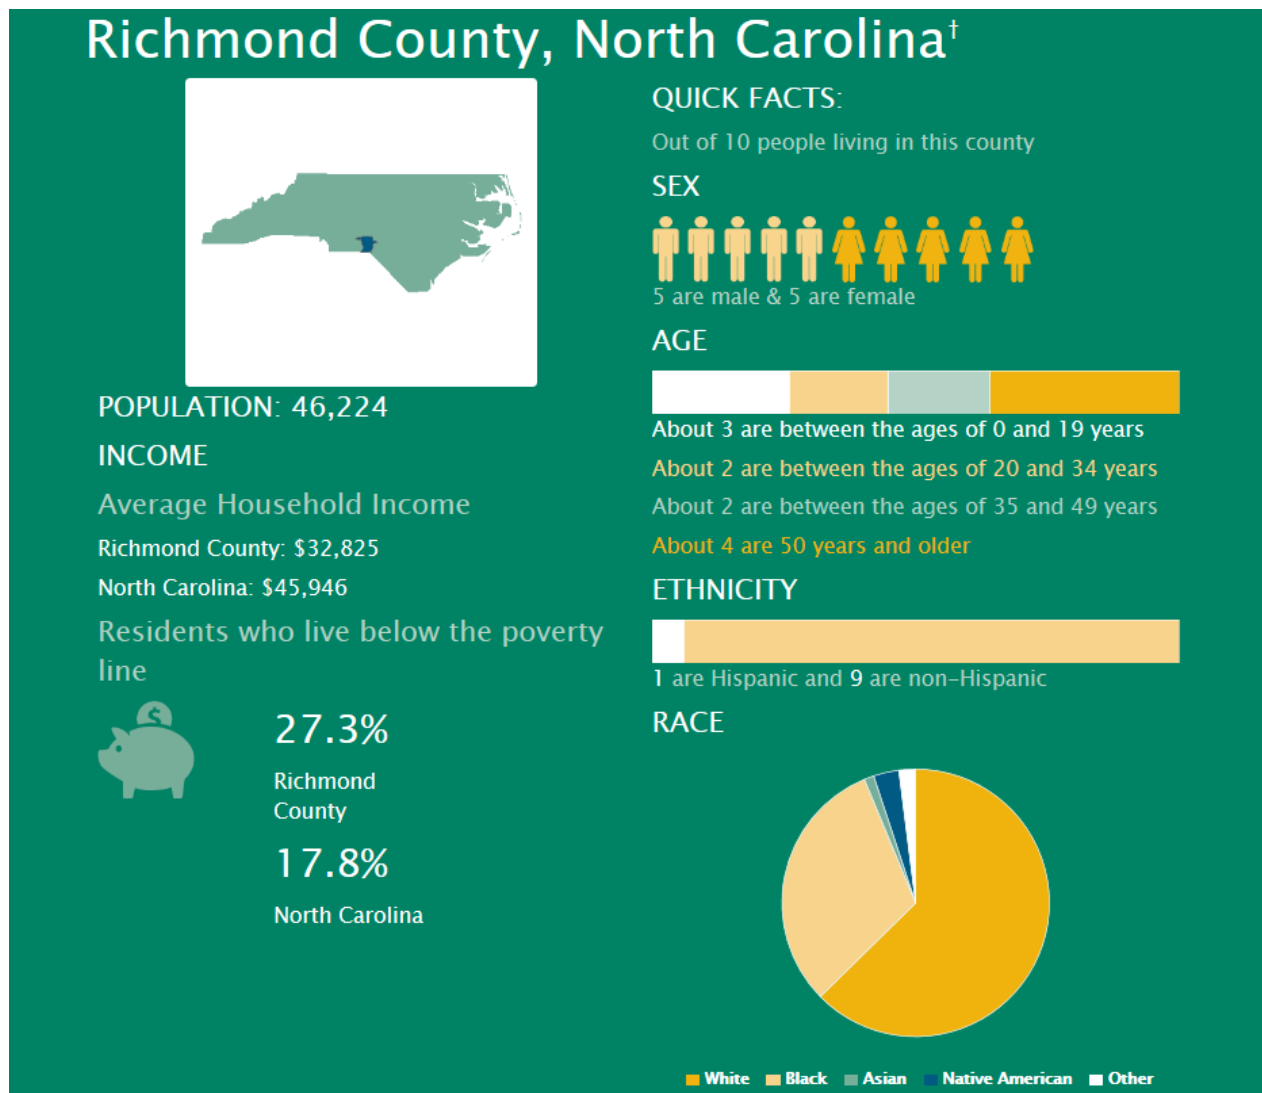 Richmond County, North Carolina†
POPULATION: 46,224
INCOME
Average Household Income
Richmond County: $32,825
North Carolina: $45,946
Residents who live below the poverty
line
$
27.3%
Richmond
County
17.8%
North Carolina
QUICK FACTS:
Out of 10 people living in this county
SEX
5 are male & 5 are female
AGE
About 3 are between the ages of 0 and 19 years
About 2 are between the ages of 20 and 34 years
About 2 are between the ages of 35 and 49 years
About 4 are 50 years and older
ETHNICITY
1 are Hispanic and 9 are non-Hispanic
RACE
White Black Asian Native American Other